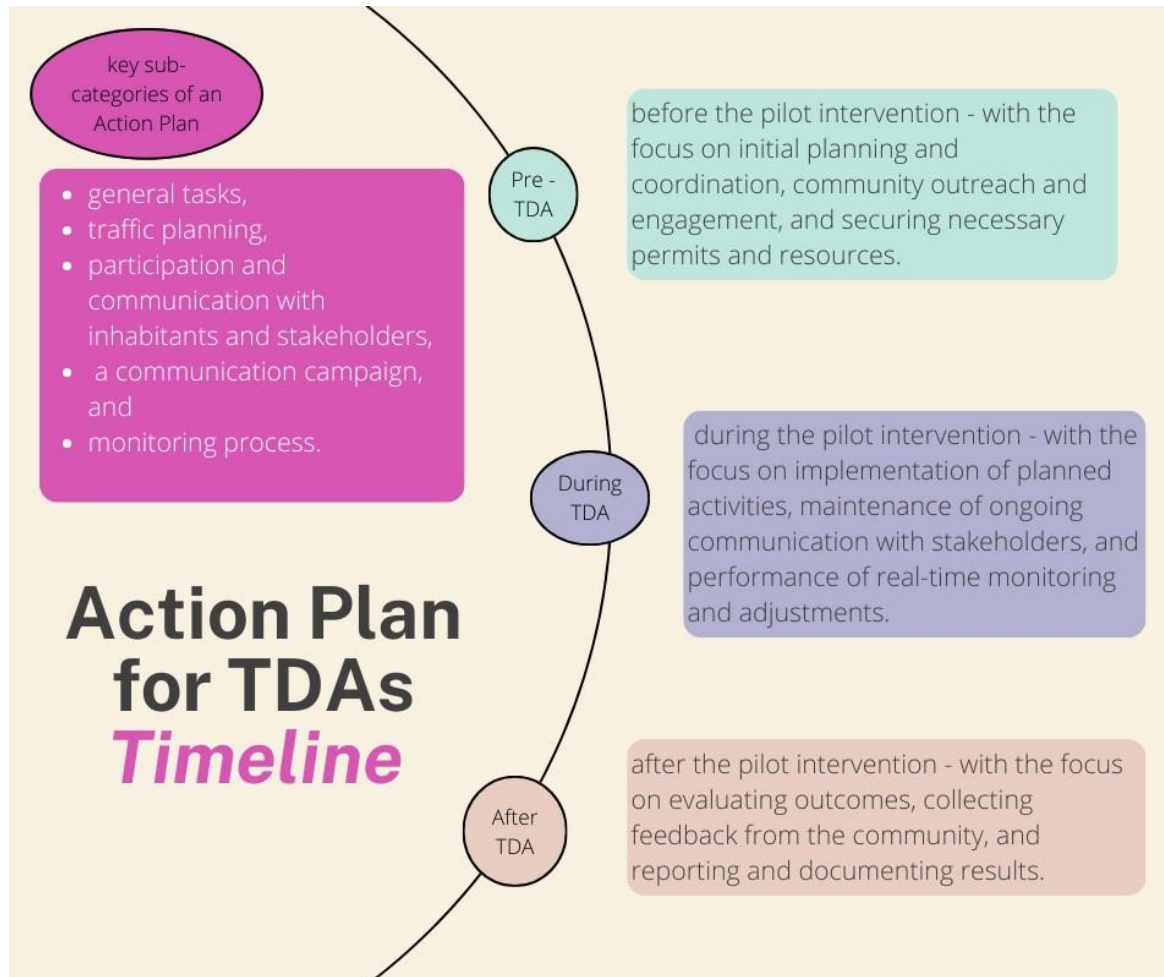 key sub-
categories of an
Action Plan
• general tasks,
• traffic planning,
• participation and
communication with
inhabitants and stakeholders,
• a communication campaign,
and
• monitoring process.
Action Plan
for TDAs
Timeline
Pre -
TDA
before the pilot intervention - with the
focus on initial planning and
coordination, community outreach and
engagement, and securing necessary
permits and resources.
During
TDA
during the pilot intervention - with the
focus on implementation of planned
activities, maintenance of ongoing
communication with stakeholders, and
performance of real-time monitoring
and adjustments.
After
TDA
after the pilot intervention - with the focus
on evaluating outcomes, collecting
feedback from the community, and
reporting and documenting results.